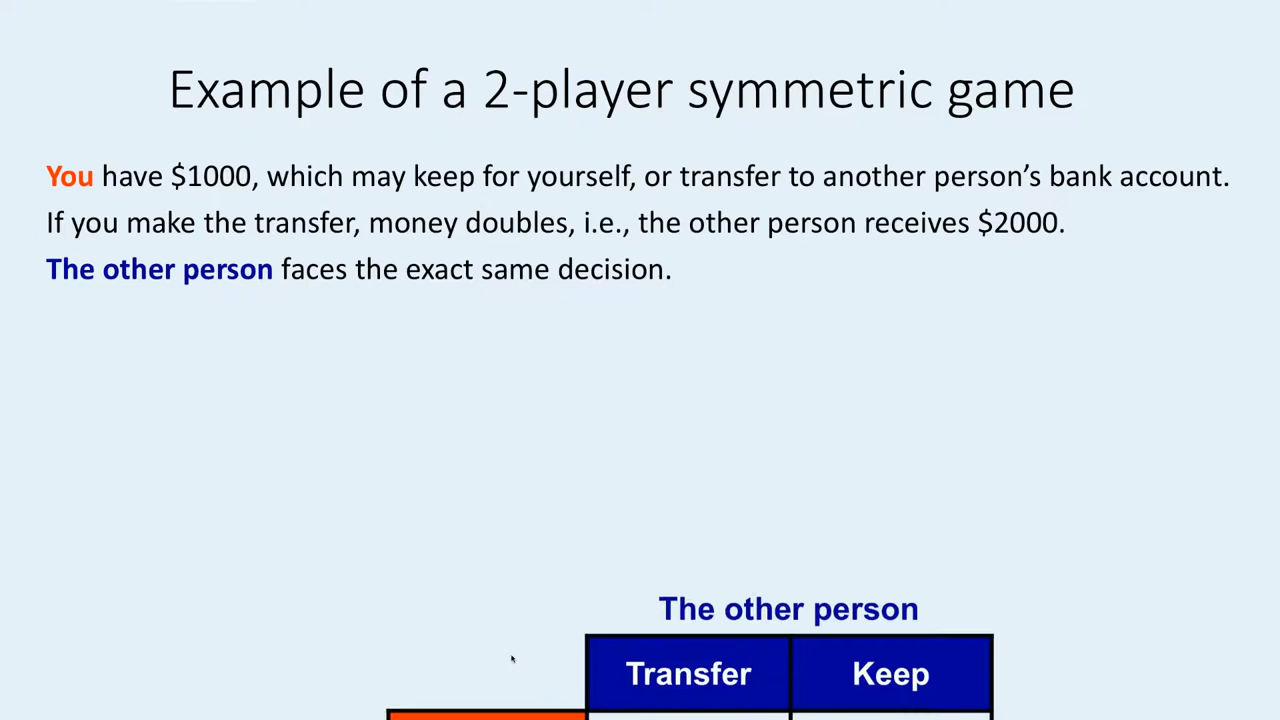 Example of a 2-player symmetric game
You have $1000, which may keep for yourself, or transfer to another person's bank account.
If you make the transfer, money doubles, i.e., the other person receives $2000.
The other person faces the exact same decision.
The other person
Transfer Keep